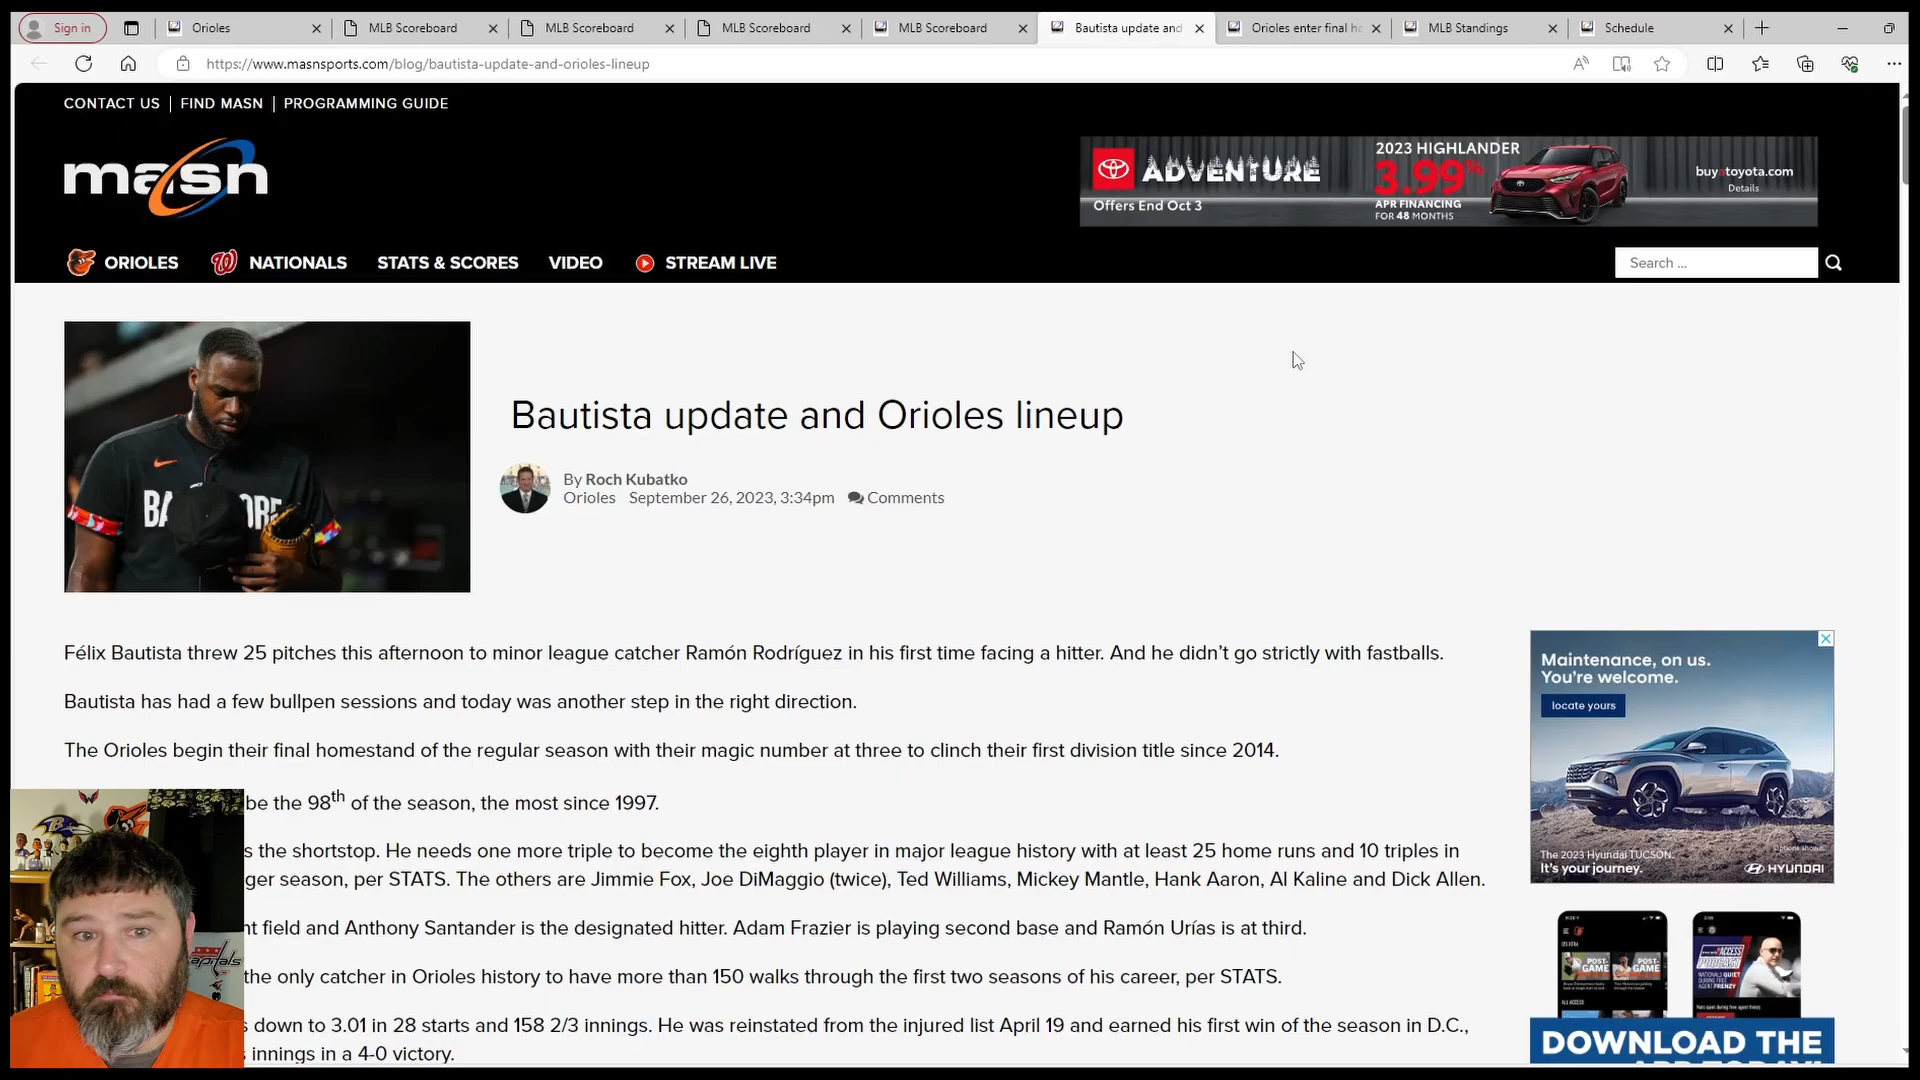 Sign in
Orioles
MLB Scoreboard
MLB Scoreboard
MLB Scoreboard
MLB Scoreboard
Bautista update and
Orioles enter final h
MLB Standings
Schedule
https://www.masnsports.com/blog/bautista-update-and-orioles-lineup
CONTACT US | FIND MASN | PROGRAMMING GUIDE
masn
ADVENTURE
Offers End Oct 3
2023 HIGHLANDER
3.99%
APR FINANCING
FOR 48 MONTHS
buyatoyota.com
Details
ORIOLES
NATIONALS
STATS & SCORES
VIDEO
STREAM LIVE
Search ...
Bautista update and Orioles lineup
By Roch Kubatko
Orioles September 26, 2023, 3:34pm Comments
Félix Bautista threw 25 pitches this afternoon to minor league catcher Ramón Rodríguez in his first time facing a hitter. And he didn't go strictly with fastballs.
Bautista has had a few bullpen sessions and today was another step in the right direction.
The Orioles begin their final homestand of the regular season with their magic number at three to clinch their first division title since 2014.
be the 98th of the season, the most since 1997.
s the shortstop. He needs one more triple to become the eighth player in major league history with at least 25 home runs and 10 triples in
ger season, per STATS. The others are Jimmie Fox, Joe DiMaggio (twice), Ted Williams, Mickey Mantle, Hank Aaron, Al Kaline and Dick Allen.
nt field and Anthony Santander is the designated hitter. Adam Frazier is playing second base and Ramón Urías is at third.
the only catcher in Orioles history to have more than 150 walks through the first two seasons of his career, per STATS.
s down to 3.01 in 28 starts and 158 2/3 innings. He was reinstated from the injured list April 19 and earned his first win of the season in D.C.,
s innings in a 4-0 victory.
Maintenance, on us.
You're welcome.
locate yours
The 2023 Hyundai TUCSON.
It's your journey.
Options shown.
HYUNDAI
POST-GAME
POST-GAME
ACCESS
PODCAST
DOWNLOAD THE
capitals